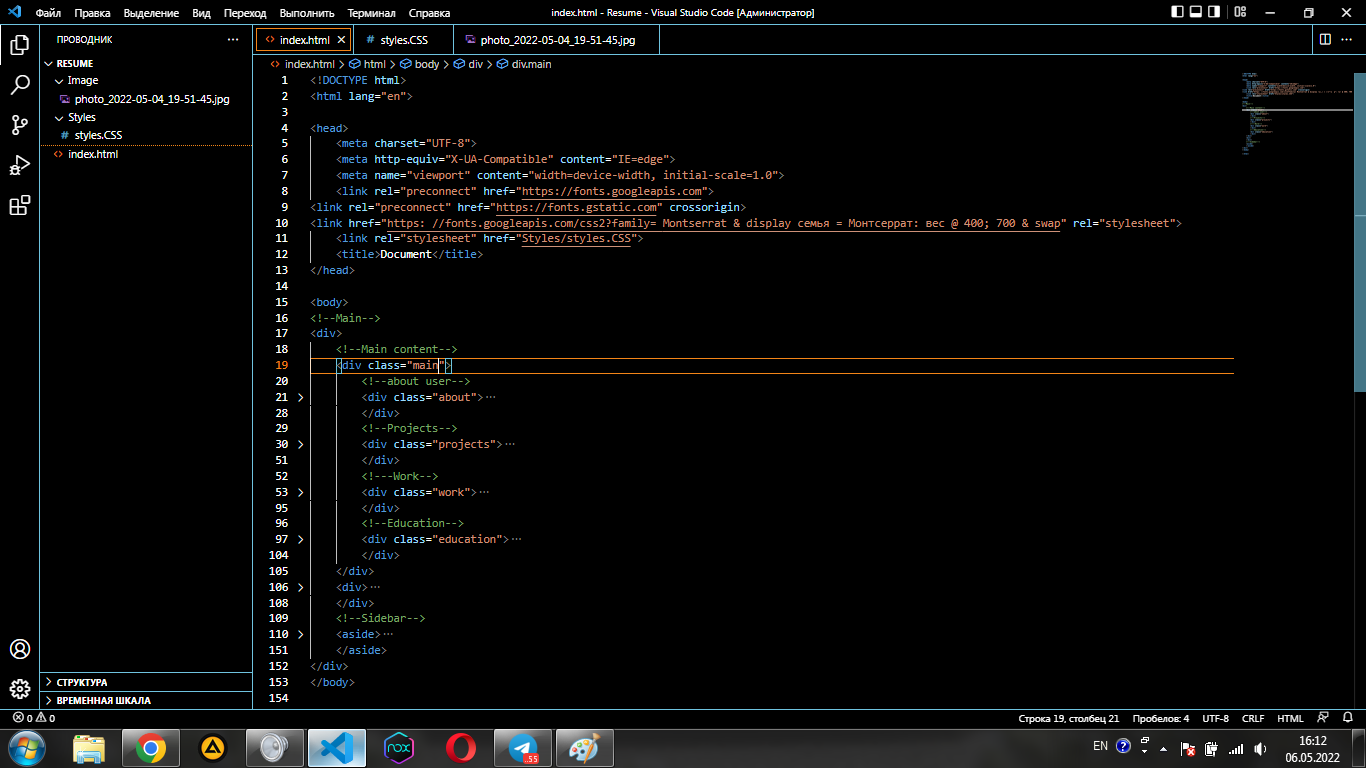 Файл Правка Выделение Вид Переход Выполнить Терминал Справка
index.html - Resume - Visual Studio Code [Администратор]
ПРОВОДНИК
RESUME
Image
photo_2022-05-04_19-51-45.jpg
Styles
# styles.CSS
<> index.html
СТРУКТУРА
ВРЕМЕННАЯ ШКАЛА
<> index.html
# styles.CSS
photo_2022-05-04_19-51-45.jpg
<> index.html > html > body > div > div.main
1 <!DOCTYPE html>
2 <html lang="en">
3
4 <head>
5 <meta charset="UTF-8">
6 <meta http-equiv="X-UA-Compatible" content="IE=edge">
7 <meta name="viewport" content="width=device-width, initial-scale=1.0">
8 <link rel="preconnect" href="https://fonts.googleapis.com">
9 <link rel="preconnect" href="https://fonts.gstatic.com" crossorigin>
10 <link href="https: //fonts.googleapis.com/css2?family= Montserrat & display семья = Монтсеррат: вес @ 400; 700 & swap" rel="stylesheet">
11 <link rel="stylesheet" href="Styles/styles.CSS">
12 <title>Document</title>
13 </head>
14
15 <body>
16 <!--Main-->
17 <div>
18 <!--Main content-->
19 <div class="main">
20 <!--about user-->
21 <div class="about">···
28 </div>
29 <!--Projects-->
30 <div class="projects">···
51 </div>
52 <!---Work-->
53 <div class="work">···
95 </div>
96 <!--Education-->
97 <div class="education">···
104 </div>
105 </div>
106 <div>···
108 </div>
109 <!--Sidebar-->
110 <aside>···
151 </aside>
152 </div>
153 </body>
154
0 0
Строка 19, столбец 21 Пробелов: 4 UTF-8 CRLF HTML
nox
55
EN
16:12
06.05.2022